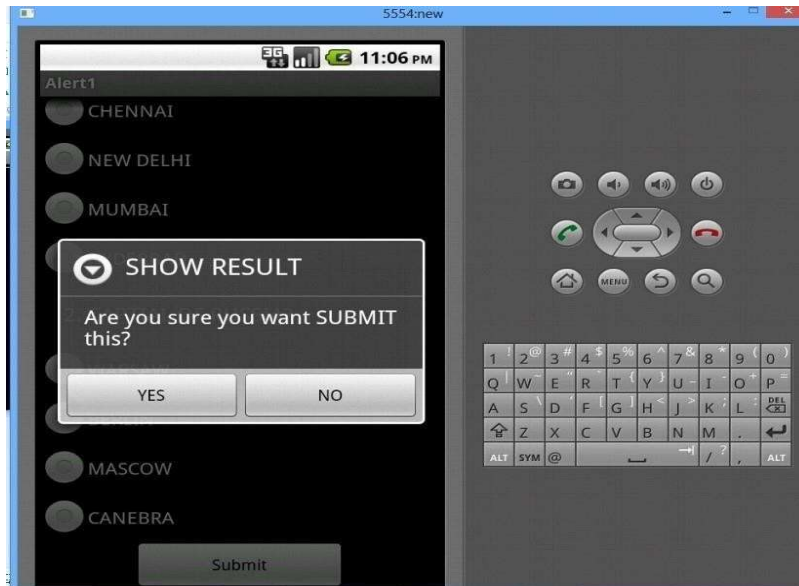 5554:new
3G 11:06 PM
Alert1
CHENNAI
NEW DELHI
MUMBAI
SHOW RESULT
Are you sure you want SUBMIT
this?
YES NO
MASCOW
CANEBRA
Submit
MENU
1 ! 2 @ 3 # 4 $ 5 % 6 ^ 7 & 8 * 9 ( 0 )
Q | W ~ E " R ` T { Y } U - I - O + P =
A S \ D ' F [ G ] H < J > K ; L : DEL
Z X C V B N M .
ALT SYM @ / ? , ALT